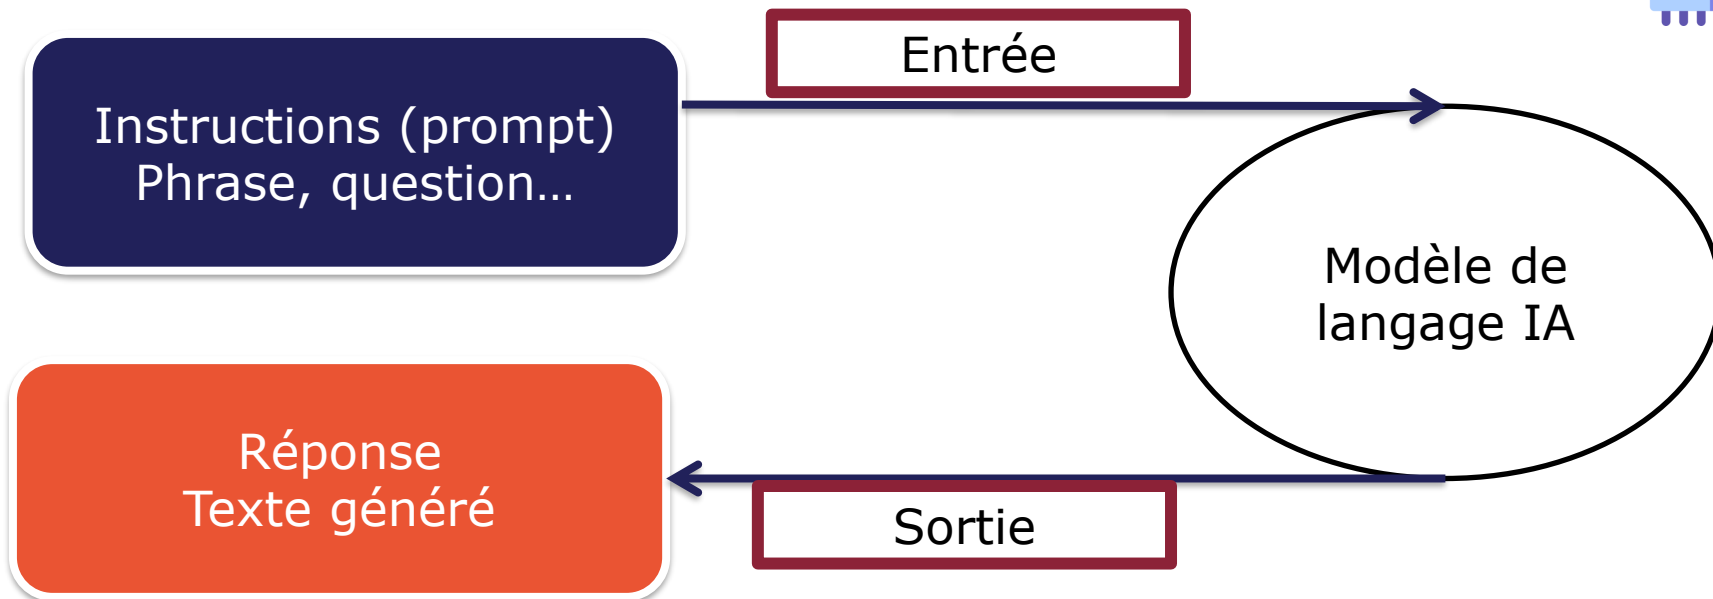 Entrée
Instructions (prompt)
Phrase, question…
Modèle de
langage IA
Réponse
Texte généré
Sortie